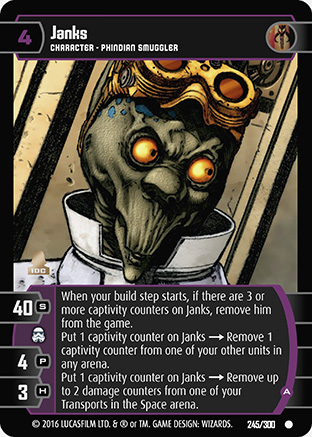 4 Janks
CHARACTER - PHINDIAN SMUGGLER
IDC
40 S
4 P
3 H
When your build step starts, if there are 3 or
more captivity counters on Janks, remove him
from the game.
Put 1 captivity counter on Janks → Remove 1
captivity counter from one of your other units in
any arena.
Put 1 captivity counter on Janks → Remove up
to 2 damage counters from one of your
Transports in the Space arena.
A
© 2016 LUCASFILM LTD. & ® or TM. GAME DESIGN: WIZARDS. 245/300